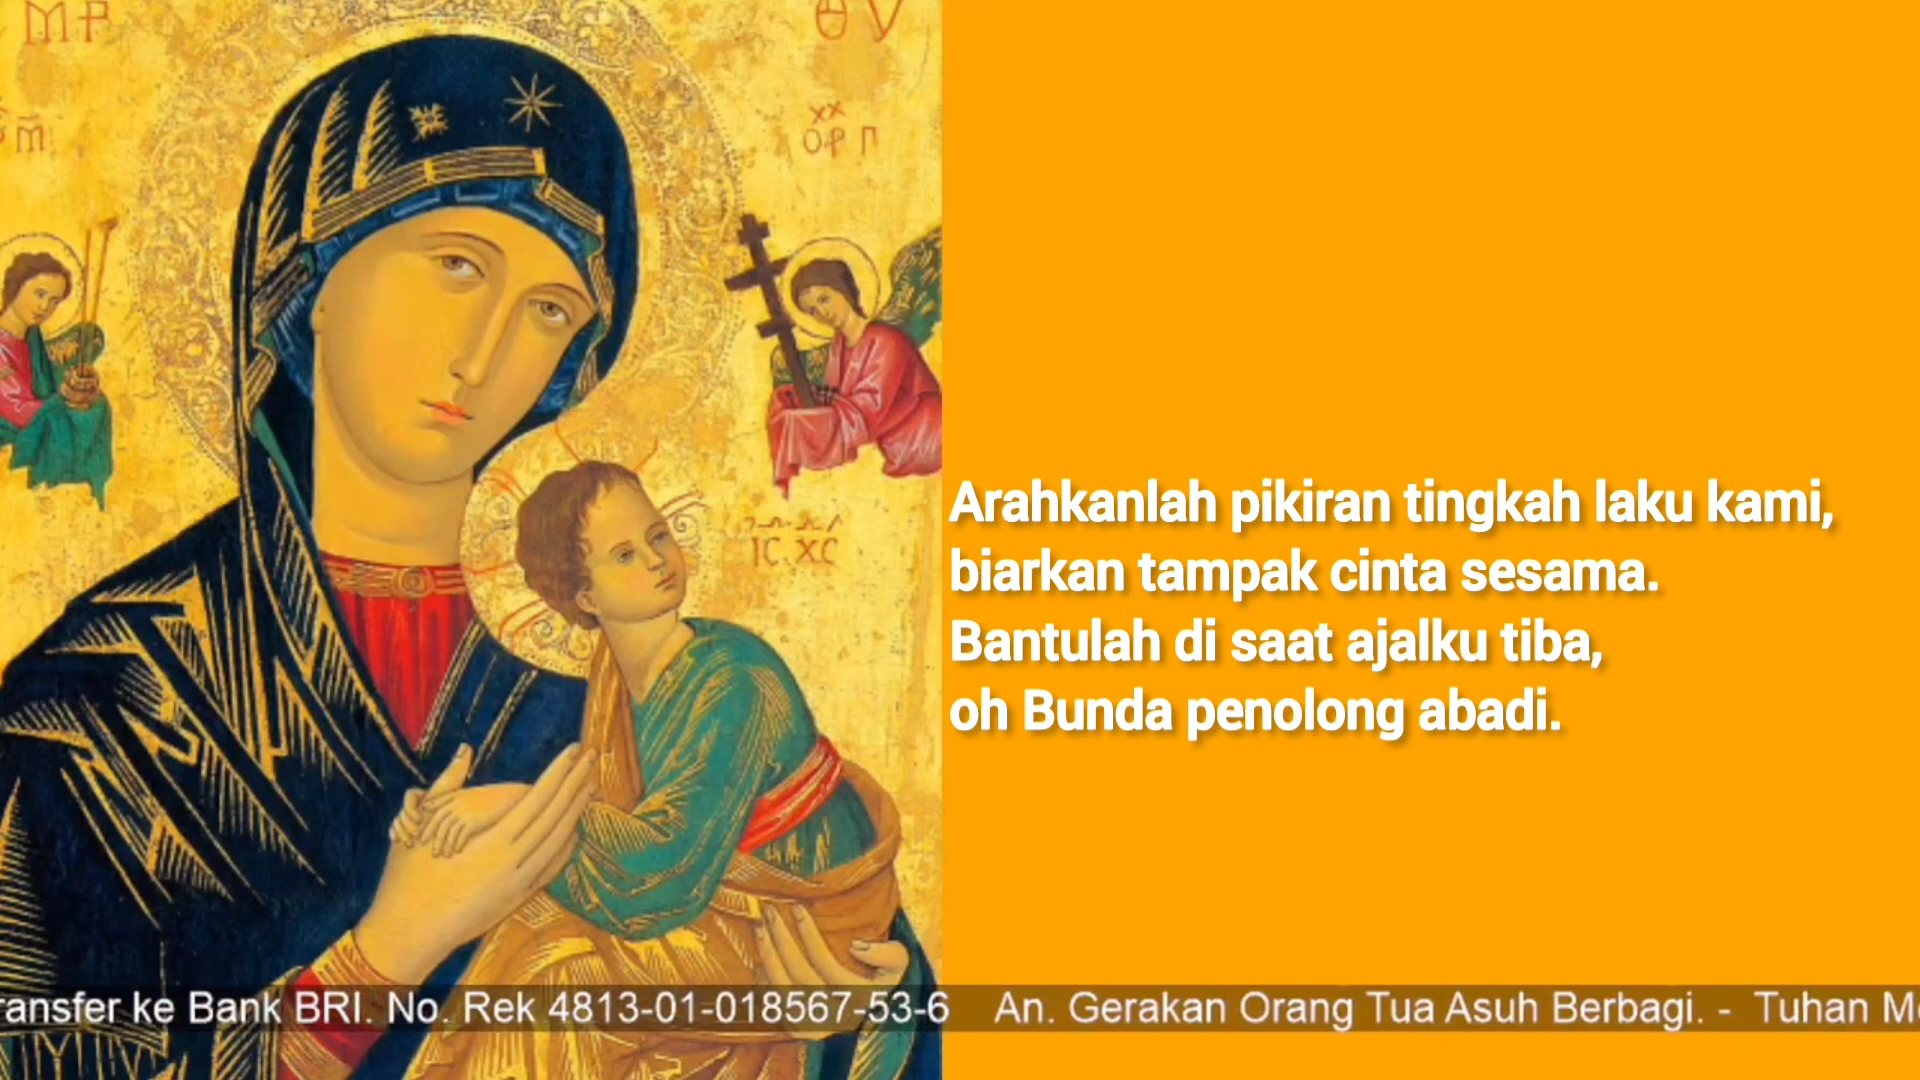 ΜΡ
ΘΥ
ΟΡΓ
IC XC
Arahkanlah pikiran tingkah laku kami,
biarkan tampak cinta sesama.
Bantulah di saat ajalku tiba,
oh Bunda penolong abadi.
ransfer ke Bank BRI. No. Rek 4813-01-018567-53-6 An. Gerakan Orang Tua Asuh Berbagi. - Tuhan M